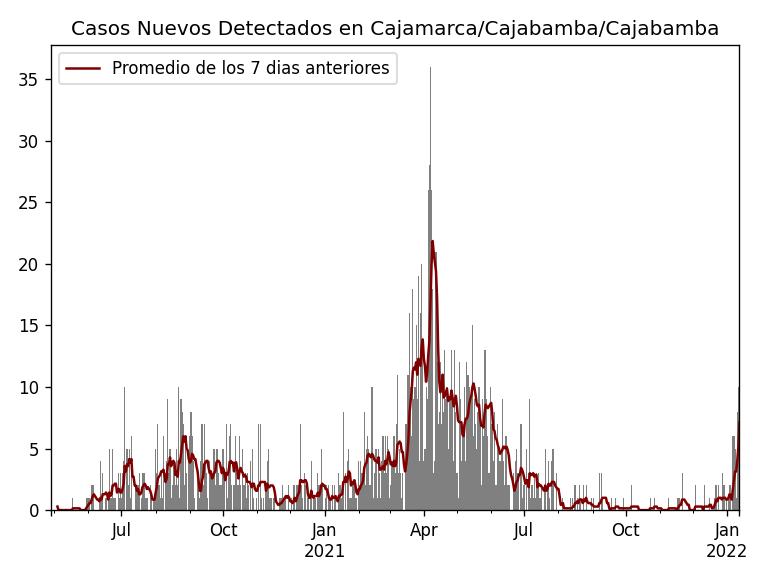 Casos Nuevos Detectados en Cajamarca/Cajabamba/Cajabamba
Promedio de los 7 dias anteriores
35
30
25
20
15
10
5
0
Jul
Oct
Jan
2021
Apr
Jul
Oct
Jan
2022